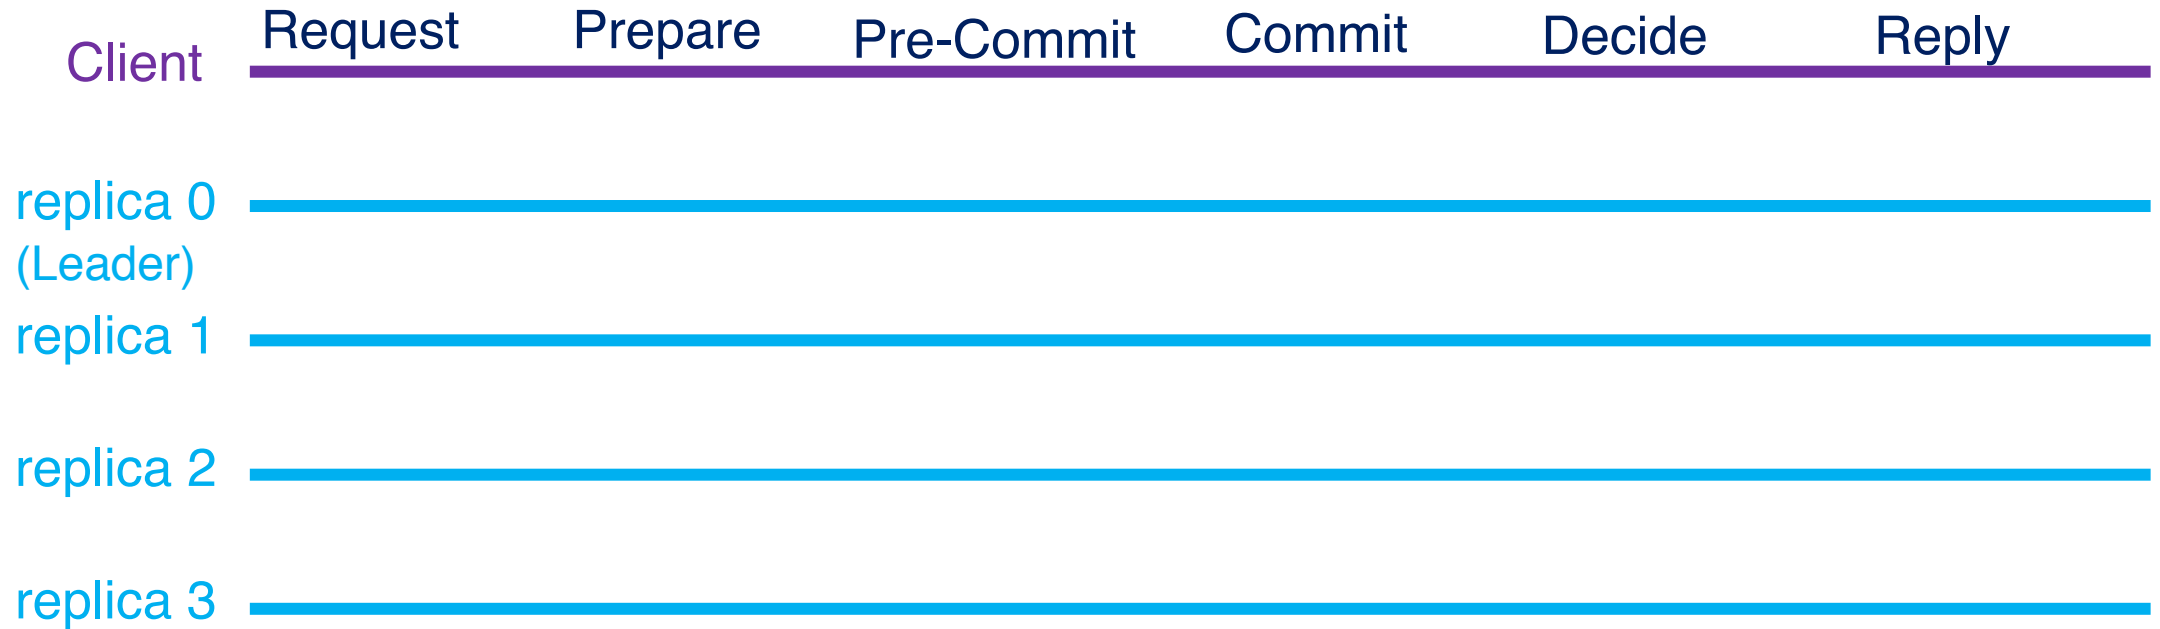 Request Prepare Pre-Commit Commit Decide Reply
Client
replica 0
(Leader)
replica 1
replica 2
replica 3